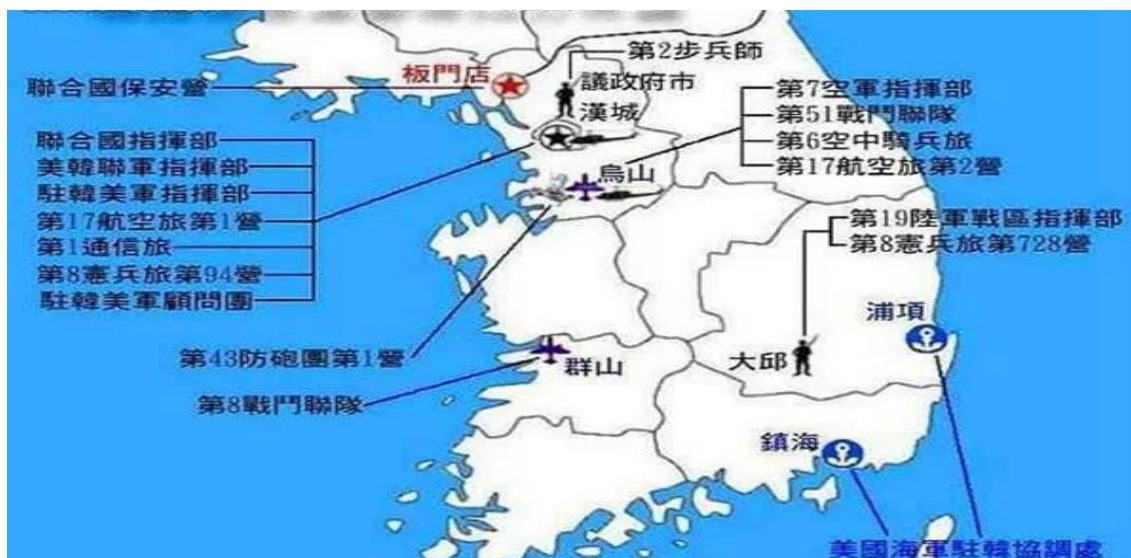 第2步兵師
板門店
聯合國保安營
議政府市
漢城
第7空軍指揮部
第51戰鬥聯隊
第6空中騎兵旅
第17航空旅第2營
聯合國指揮部
美韓聯軍指揮部
駐韓美軍指揮部
第17航空旅第1營
第1通信旅
第8憲兵旅第94營
駐韓美軍顧問團
烏山
第19陸軍戰區指揮部
第8憲兵旅第728營
浦項
第43防砲團第1營
群山
大邱
第8戰鬥聯隊
鎮海
美國海軍駐韓協調處